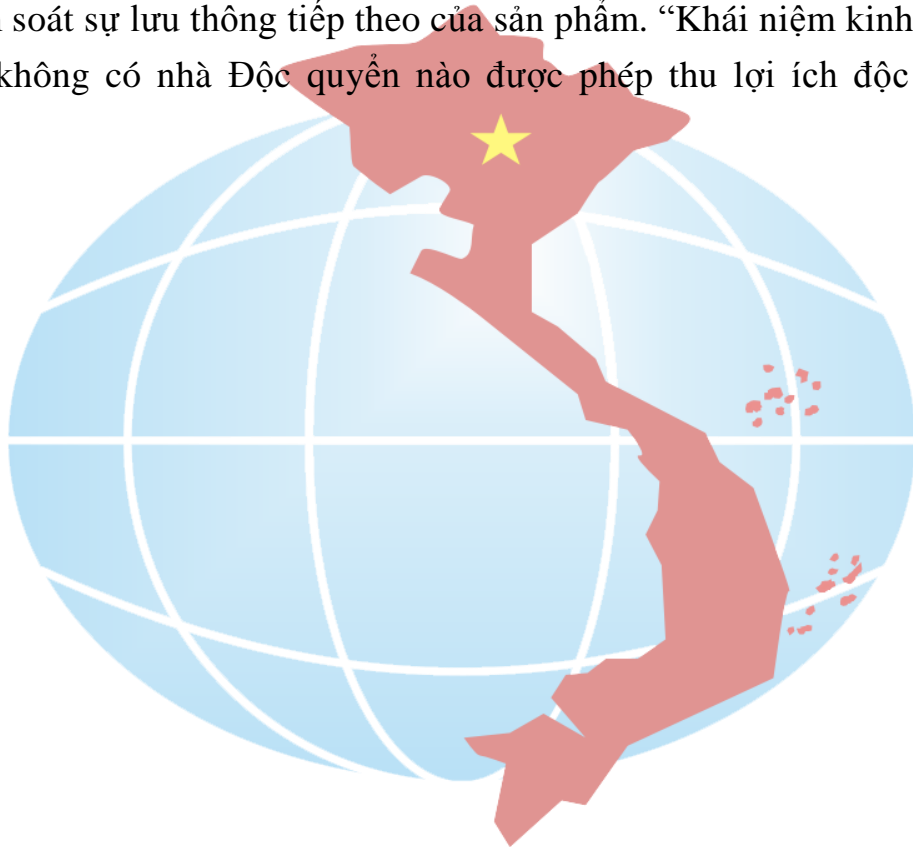 soát sự lưu thông tiếp theo của sản phẩm. “Khái niệm kinh
không có nhà Độc quyển nào được phép thu lợi ích độc